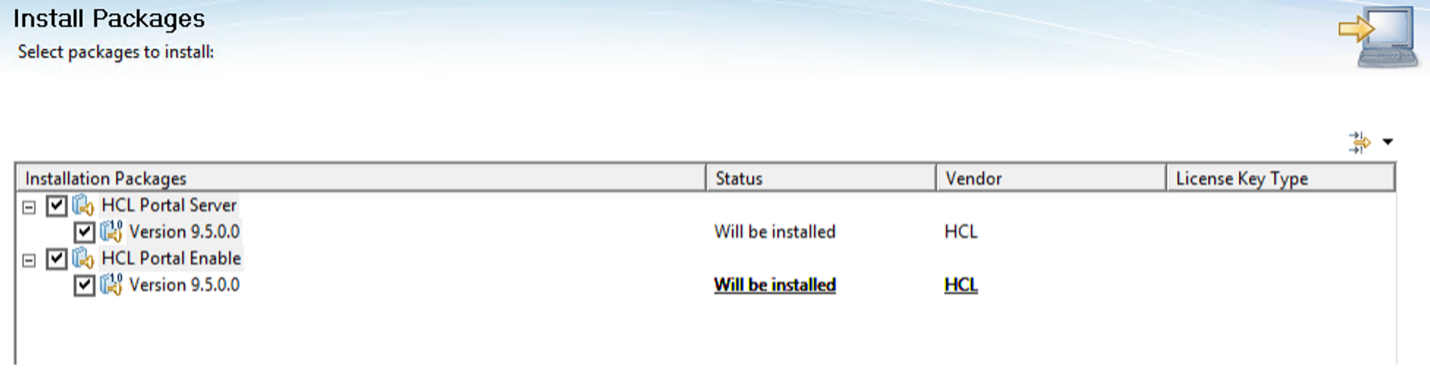 Install Packages
Select packages to install:
Installation Packages Status Vendor License Key Type
HCL Portal Server
Version 9.5.0.0 Will be installed HCL
HCL Portal Enable
Version 9.5.0.0 Will be installed HCL